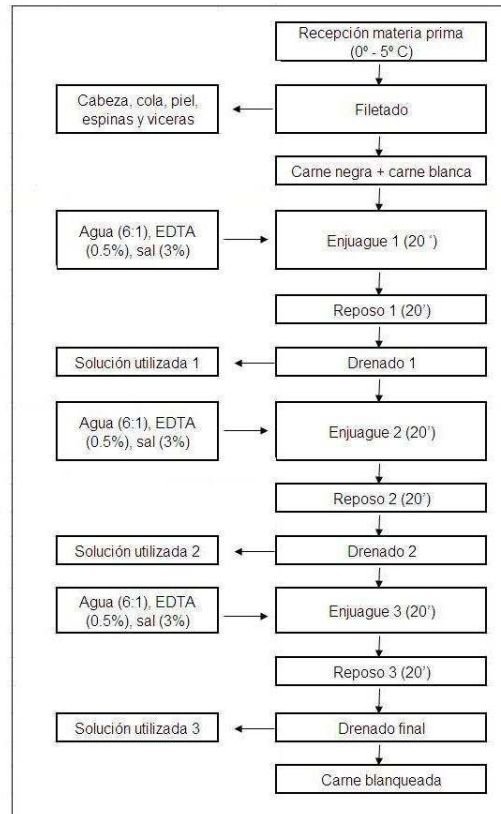 Recepción materia prima
(0º - 5º C)
Cabeza, cola, piel,
espinas y viceras
Filetado
Carne negra + carne blanca
Agua (6:1), EDTA
(0.5%), sal (3%)
Enjuague 1 (20 ´)
Reposo 1 (20’)
Solución utilizada 1
Drenado 1
Agua (6:1), EDTA
(0.5%), sal (3%)
Enjuague 2 (20’)
Reposo 2 (20’)
Solución utilizada 2
Drenado 2
Agua (6:1), EDTA
(0.5%), sal (3%)
Enjuague 3 (20’)
Reposo 3 (20’)
Solución utilizada 3
Drenado final
Carne blanqueada